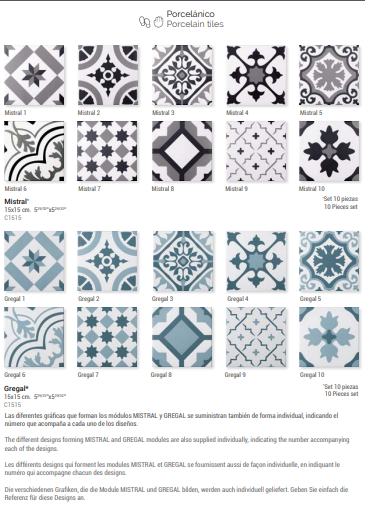 Porcelánico
Porcelain tiles
Mistral 1
Mistral 2
Mistral 3
Mistral 4
Mistral 5
Mistral 6
Mistral 7
Mistral 8
Mistral 9
Mistral 10
Mistral*
15x15 cm.
C1515
*Set 10 piezas
10 Pieces set
Gregal 1
Gregal 2
Gregal 3
Gregal 4
Gregal 5
Gregal 6
Gregal 7
Gregal 8
Gregal 9
Gregal 10
Gregal*
15x15 cm.
C1515
*Set 10 piezas
10 Pieces set
Las diferentes gráficas que forman los módulos MISTRAL y GREGAL se suministran también de forma individual, indicando el
número que acompaña a cada uno de los diseños.
The different designs forming MISTRAL and GREGAL modules are also supplied individually, indicating the number accompanying
each of the designs.
Les différents designs qui forment les modules MISTRAL et GREGAL se fournissent aussi de façon individuelle, en indiquant le
numéro qui accompagne chacun des designs.
Die verschiedenen Grafiken, die de Module MISTRAL und GREGAL bilden, werden auch individuell geliefert. Geben Sie einfach die
Referenz für diese Designs an.